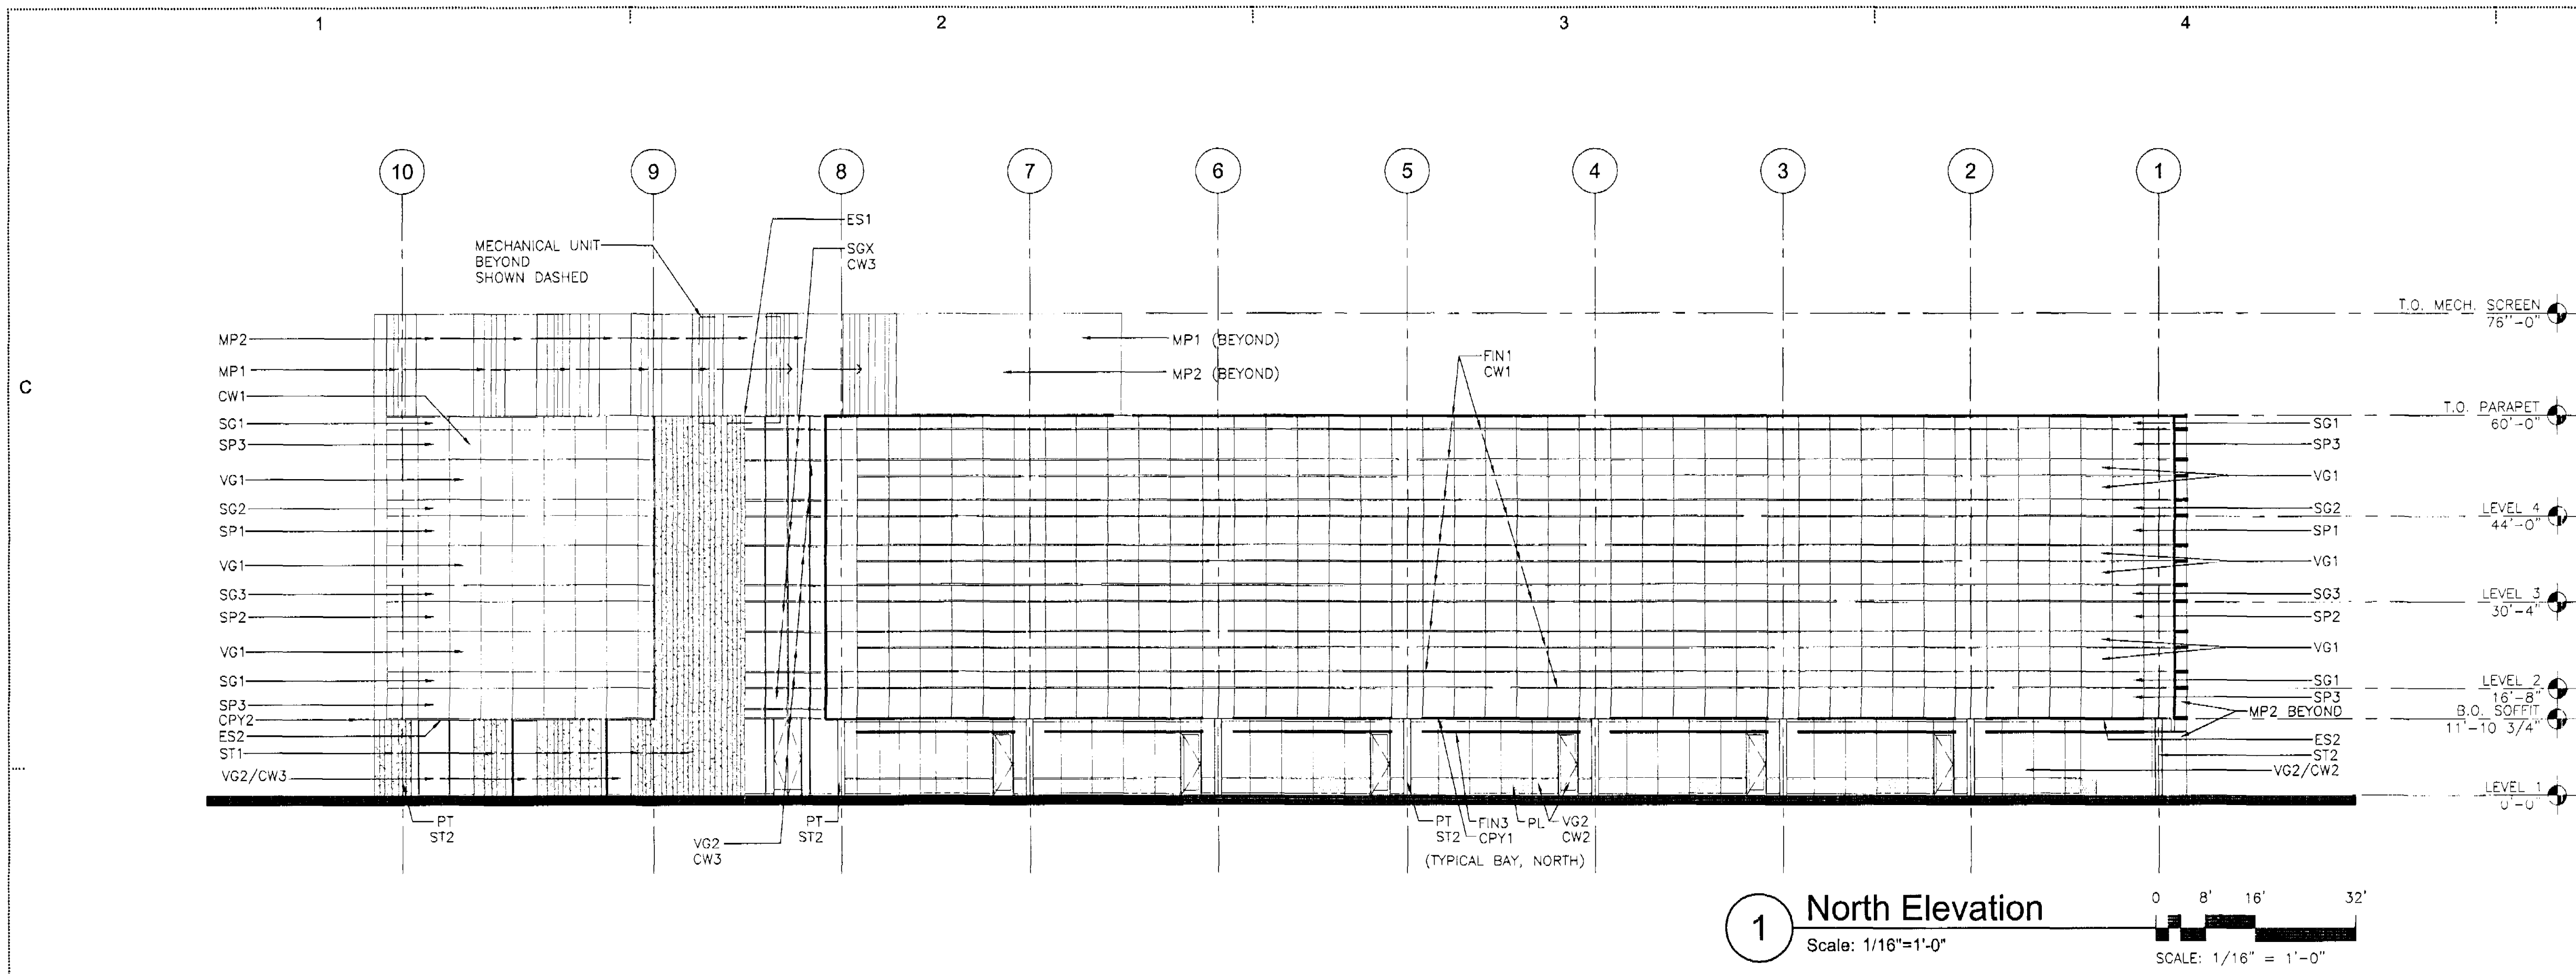 1 2 3 4
10 9 8 7 6 5 4 3 2 1
ES1
SGX
CW3
MECHANICAL UNIT
BEYOND
SHOWN DASHED
T.O. MECH. SCREEN
76"-0"
MP2
MP1 (BEYOND)
FIN1
CW1
MP1
MP2 (BEYOND)
C
CW1
T.O. PARAPET
60'-0"
SG1
SG1
SP3
SP3
VG1
VG1
SG2
SG2
LEVEL 4
44'-0"
SP1
SP1
VG1
VG1
SG3
SG3
LEVEL 3
30'-4"
SP2
SP2
VG1
VG1
SG1
SG1
LEVEL 2
16'-8"
SP3
SP3
CPY2
MP2 BEYOND
B.O. SOFFIT
11'-10 3/4"
ES2
ES2
ST1
ST2
VG2/CW3
VG2/CW2
LEVEL 1
0'-0"
PT
ST2
VG2
CW3
PT
ST2
PT
ST2
FIN3
CPY1
PL
VG2
CW2
(TYPICAL BAY, NORTH)
1
North Elevation
Scale: 1/16"=1'-0"
0 8' 16' 32'
SCALE: 1/16" = 1'-0"